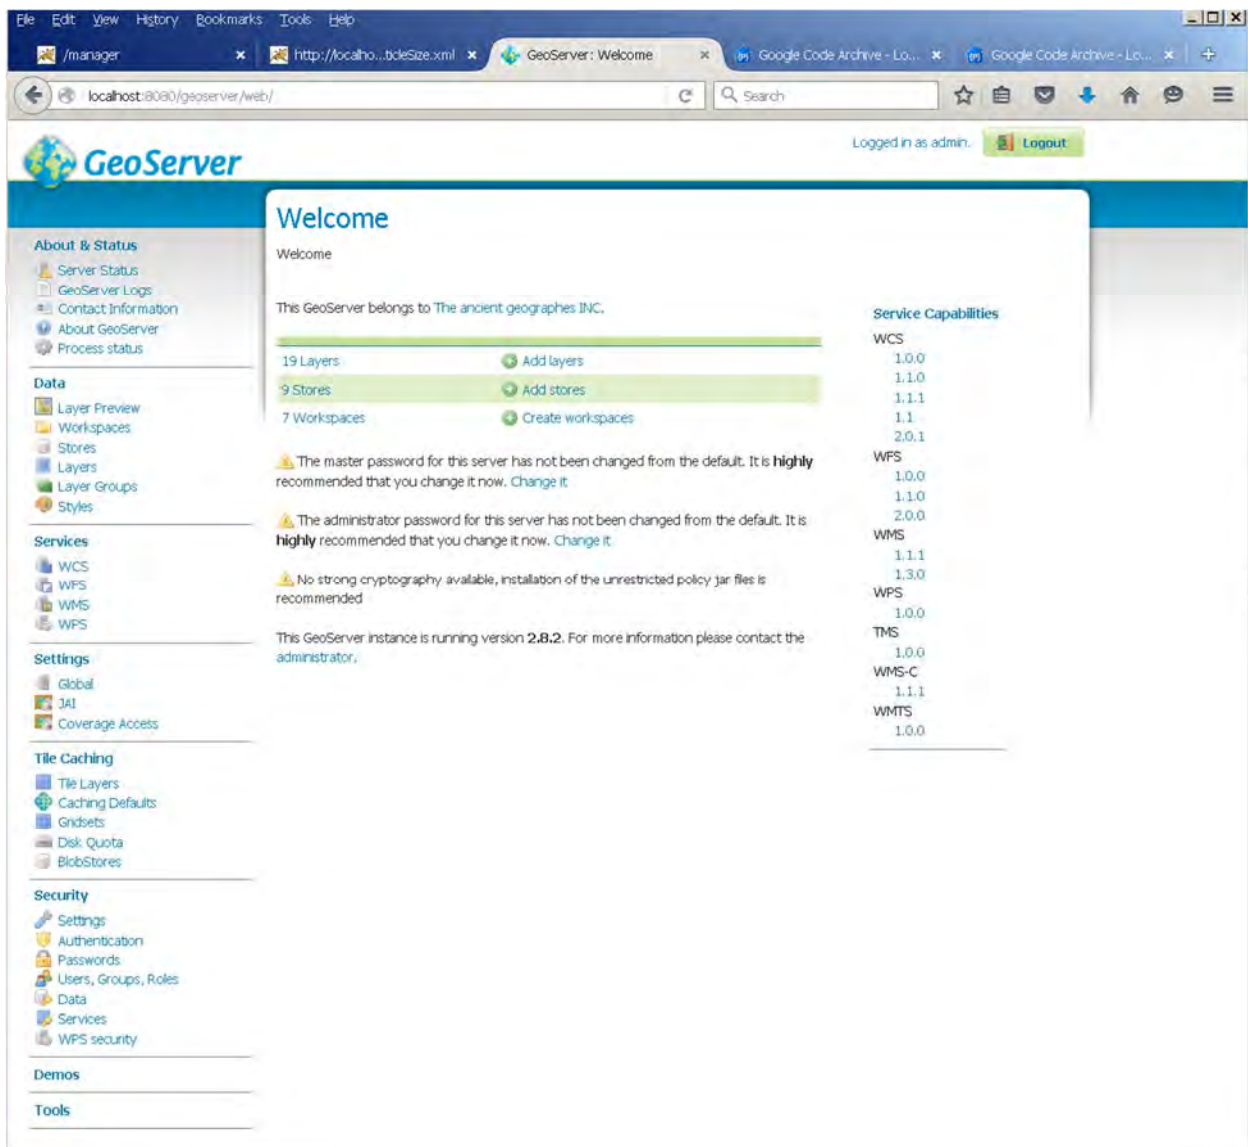 File Edit View History Bookmarks Tools Help
/manager
http://localho...ticleSize.xml
GeoServer: Welcome
Google Code Archive - Lo...
Google Code Archive - Lo...
localhost:8080/geoserver/web/
Search
GeoServer
Logged in as admin.
Logout
About & Status
Server Status
GeoServer Logs
Contact Information
About GeoServer
Process status
Data
Layer Preview
Workspaces
Stores
Layers
Layer Groups
Styles
Services
WCS
WFS
WMS
WPS
Settings
Global
JAI
Coverage Access
Tile Caching
Tile Layers
Caching Defaults
Gridsets
Disk Quota
BlobStores
Security
Settings
Authentication
Passwords
Users, Groups, Roles
Data
Services
WPS security
Demos
Tools
Welcome
Welcome
This GeoServer belongs to The ancient geographes INC.
19 Layers Add layers
9 Stores Add stores
7 Workspaces Create workspaces
The master password for this server has not been changed from the default. It is highly
recommended that you change it now. Change it
The administrator password for this server has not been changed from the default. It is
highly recommended that you change it now. Change it
No strong cryptography available, installation of the unrestricted policy jar files is
recommended
This GeoServer instance is running version 2.8.2. For more information please contact the
administrator.
Service Capabilities
WCS
1.0.0
1.1.0
1.1.1
1.1
2.0.1
WFS
1.0.0
1.1.0
2.0.0
WMS
1.1.1
1.3.0
WPS
1.0.0
TMS
1.0.0
WMS-C
1.1.1
WMTS
1.0.0